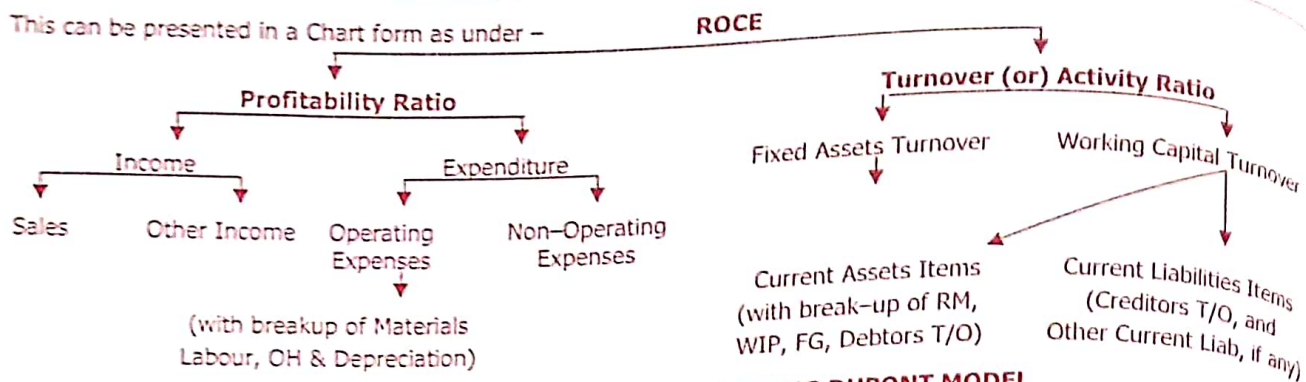 This can be presented in a Chart form as under –
ROCE
Profitability Ratio
Turnover (or) Activity Ratio
Income
Expenditure
Fixed Assets Turnover
Working Capital Turnover
Sales
Other Income
Operating
Expenses
Non–Operating
Expenses
(with breakup of Materials
Labour, OH & Depreciation)
Current Assets Items
(with break–up of RM,
WIP, FG, Debtors T/O)
Current Liabilities Items
(Creditors T/O, and
Other Current Liab, if any)
DUPONT MODEL